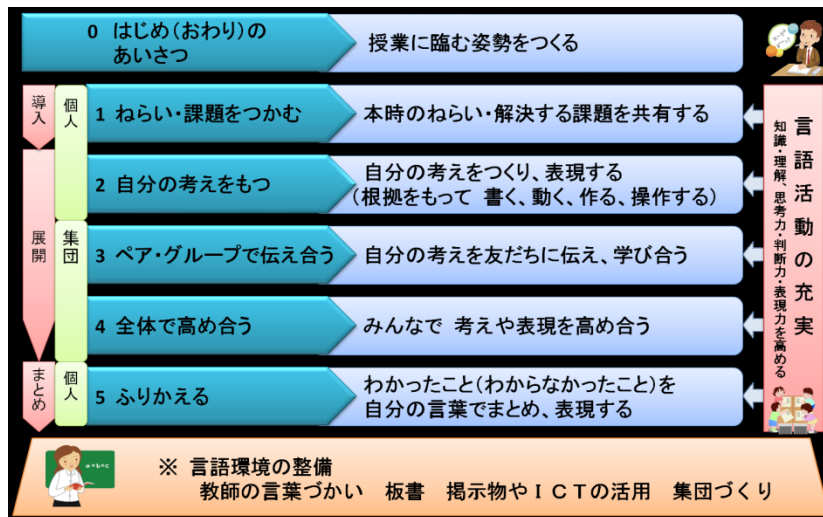 0 はじめ(おわり)の
あいさつ
授業に臨む姿勢をつくる
導入
個人
1 ねらい・課題をつかむ
本時のねらい・解決する課題を共有する
展開
2 自分の考えをもつ
自分の考えをつくり、表現する
(根拠をもって 書く、動く、作る、操作する)
集団
3 ペア・グループで伝え合う
自分の考えを友だちに伝え、学び合う
4 全体で高め合う
みんなで 考えや表現を高め合う
まとめ
個人
5 ふりかえる
わかったこと(わからなかったこと)を
自分の言葉でまとめ、表現する
言語活動の充実
知識・理解、思考力・判断力・表現力を高める
a+b=c
※ 言語環境の整備
教師の言葉づかい 板書 掲示物やICTの活用 集団づくり